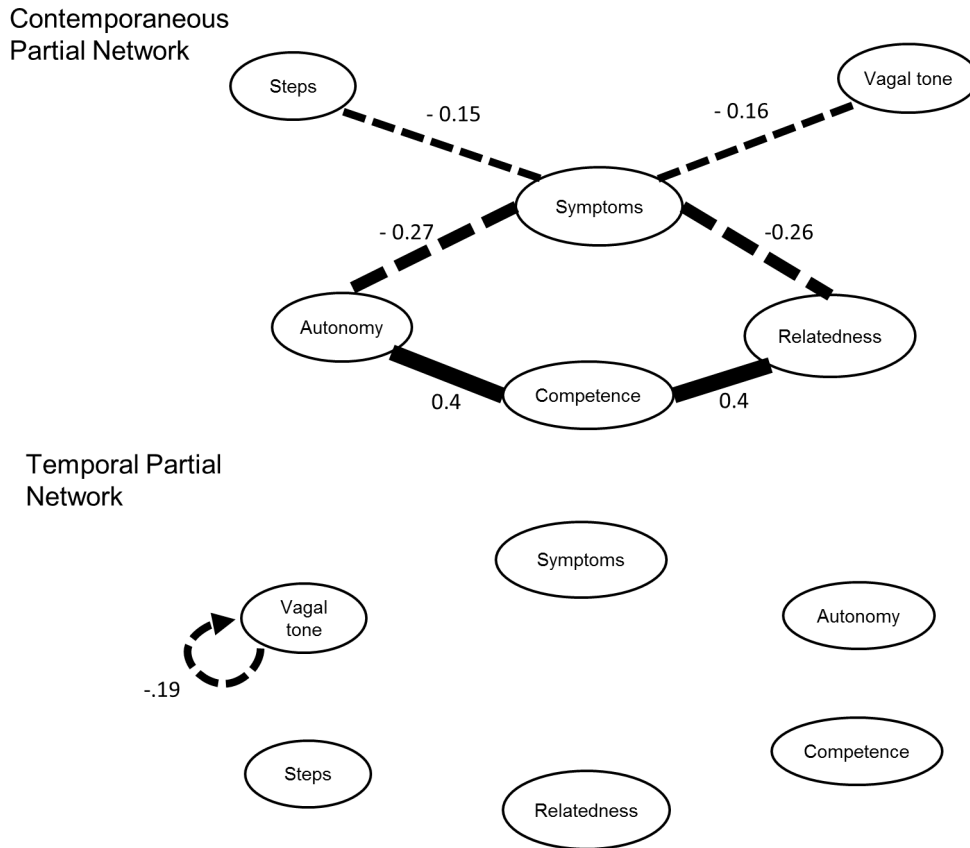 Contemporaneous
Partial Network
Steps
Vagal tone
- 0.15
- 0.16
Symptoms
- 0.27
-0.26
Autonomy
Relatedness
Competence
0.4
0.4
Temporal Partial
Network
Symptoms
Vagal
tone
Autonomy
-.19
Competence
Steps
Relatedness